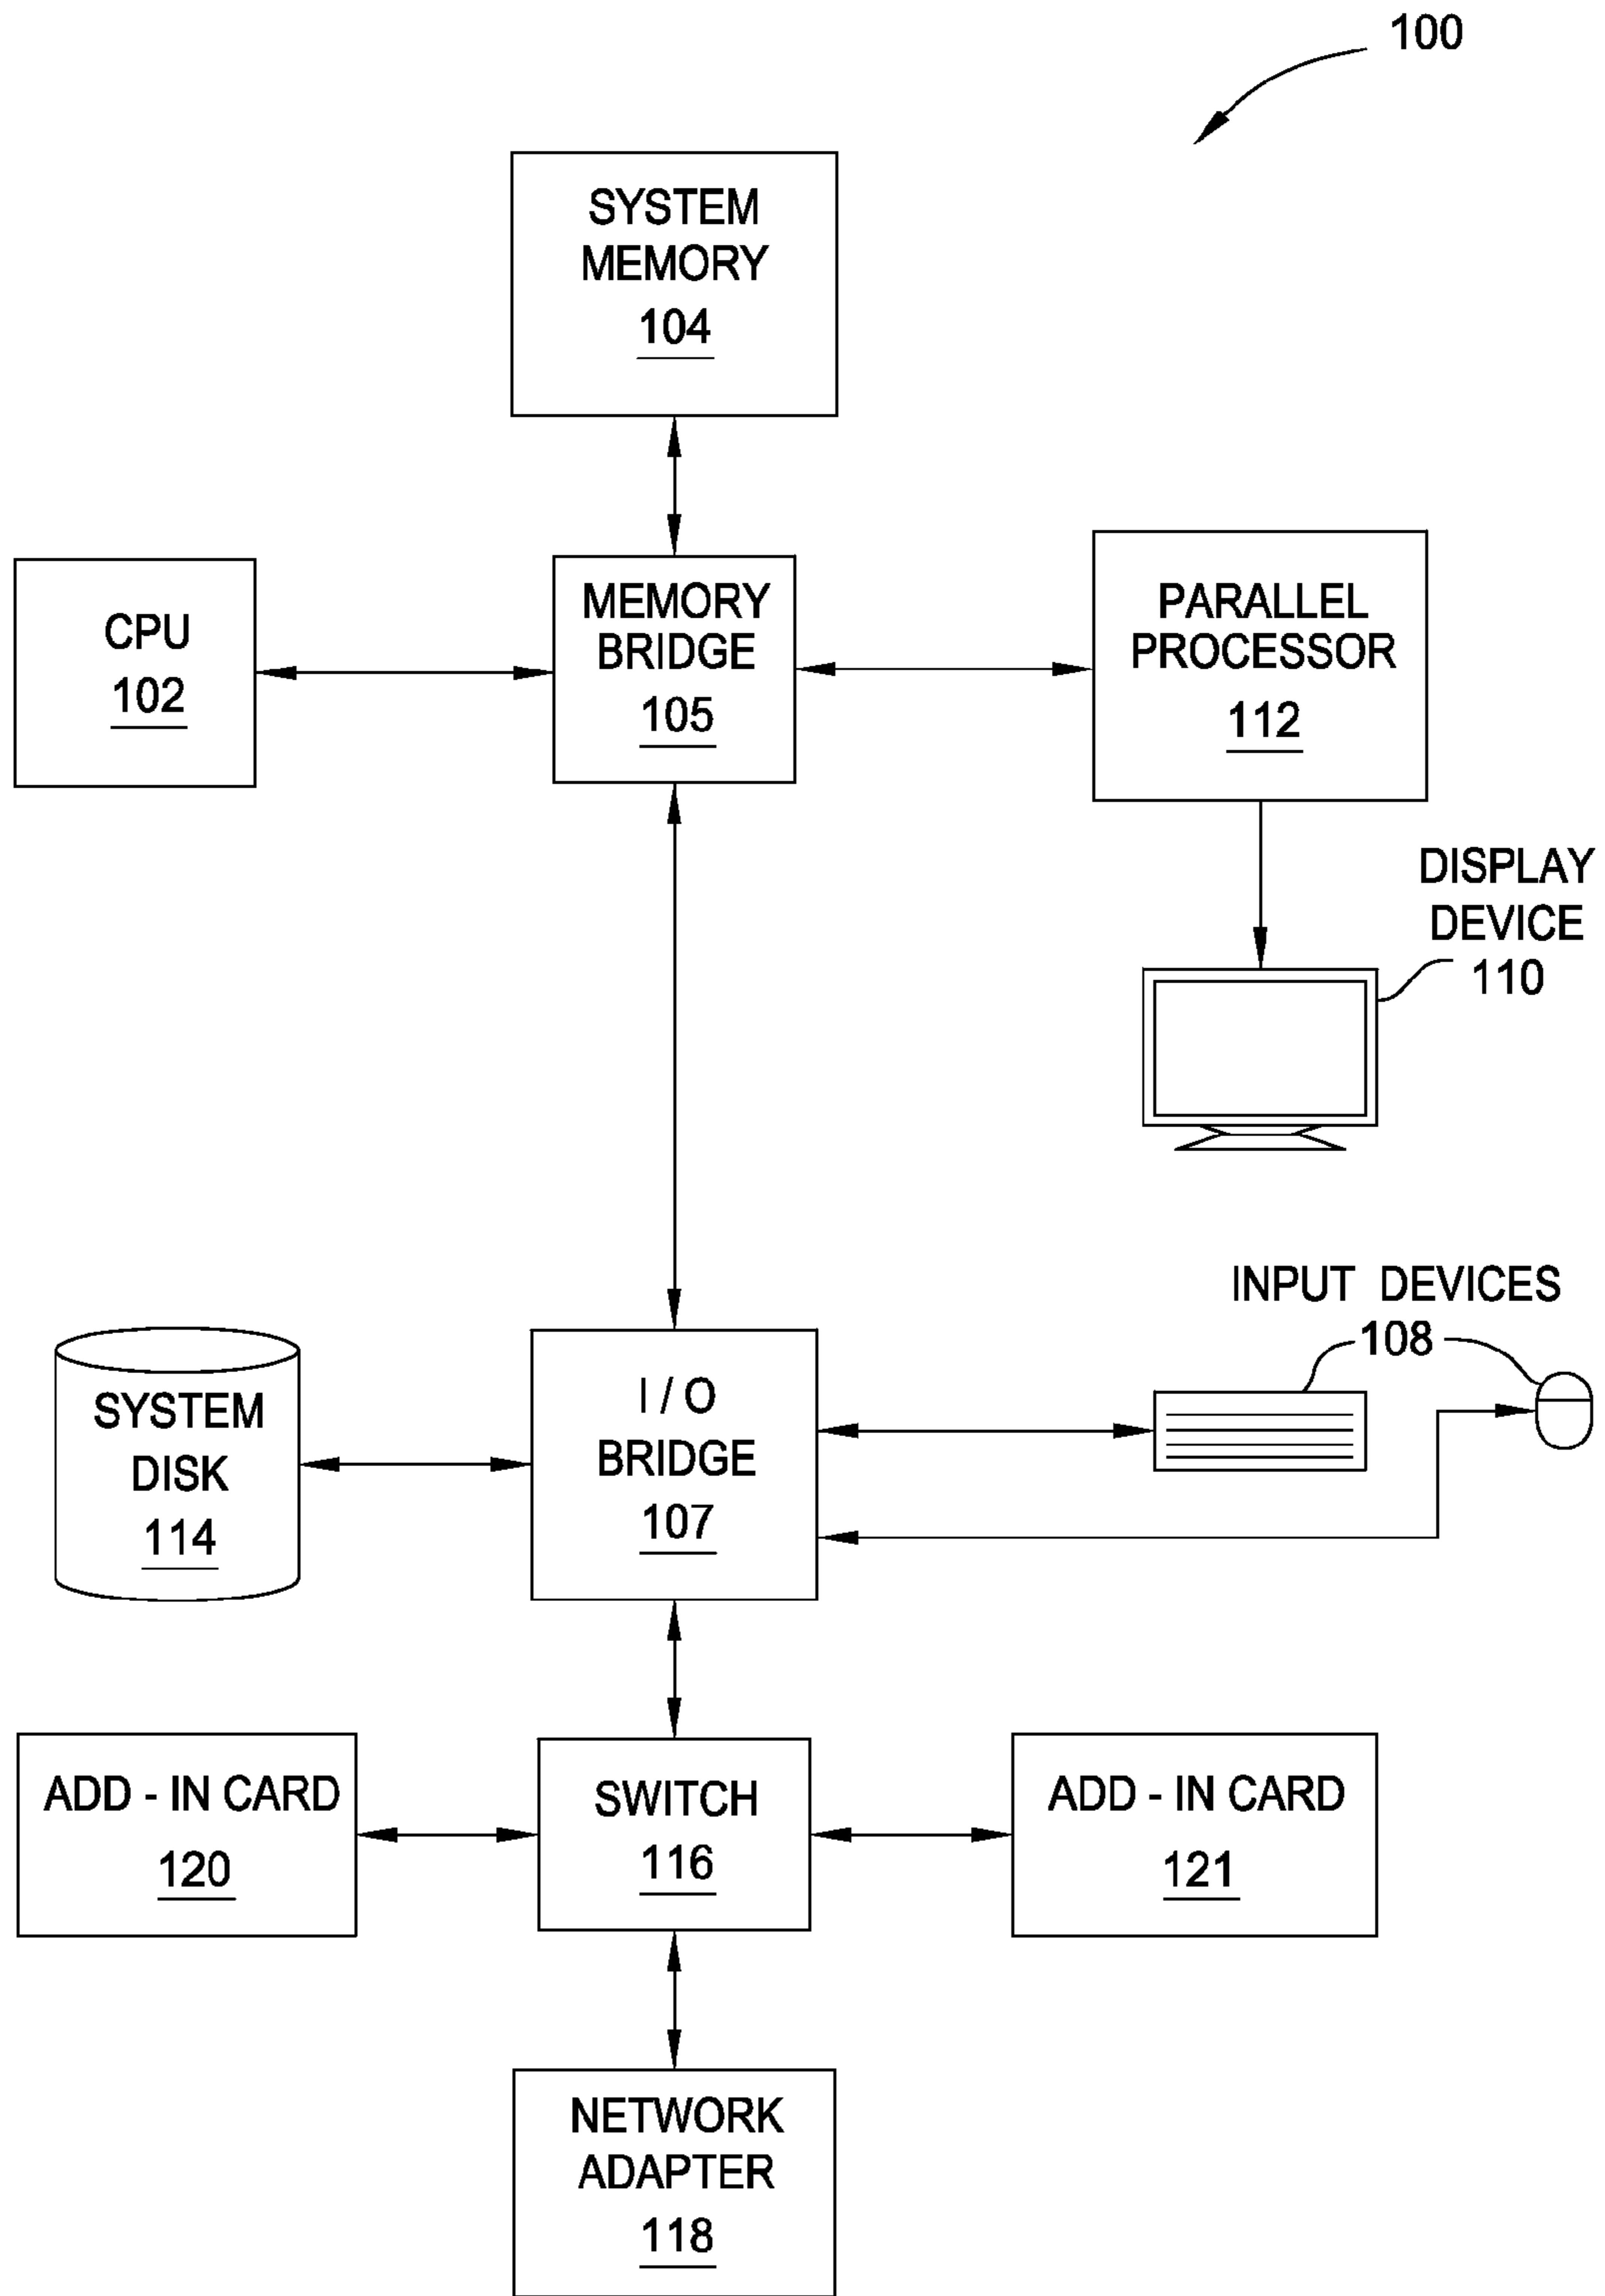 100
SYSTEM
MEMORY
104
CPU
102
MEMORY
BRIDGE
105
PARALLEL
PROCESSOR
112
DISPLAY
DEVICE
110
INPUT DEVICES
108
SYSTEM
DISK
114
I / O
BRIDGE
107
ADD - IN CARD
120
SWITCH
116
ADD - IN CARD
121
NETWORK
ADAPTER
118